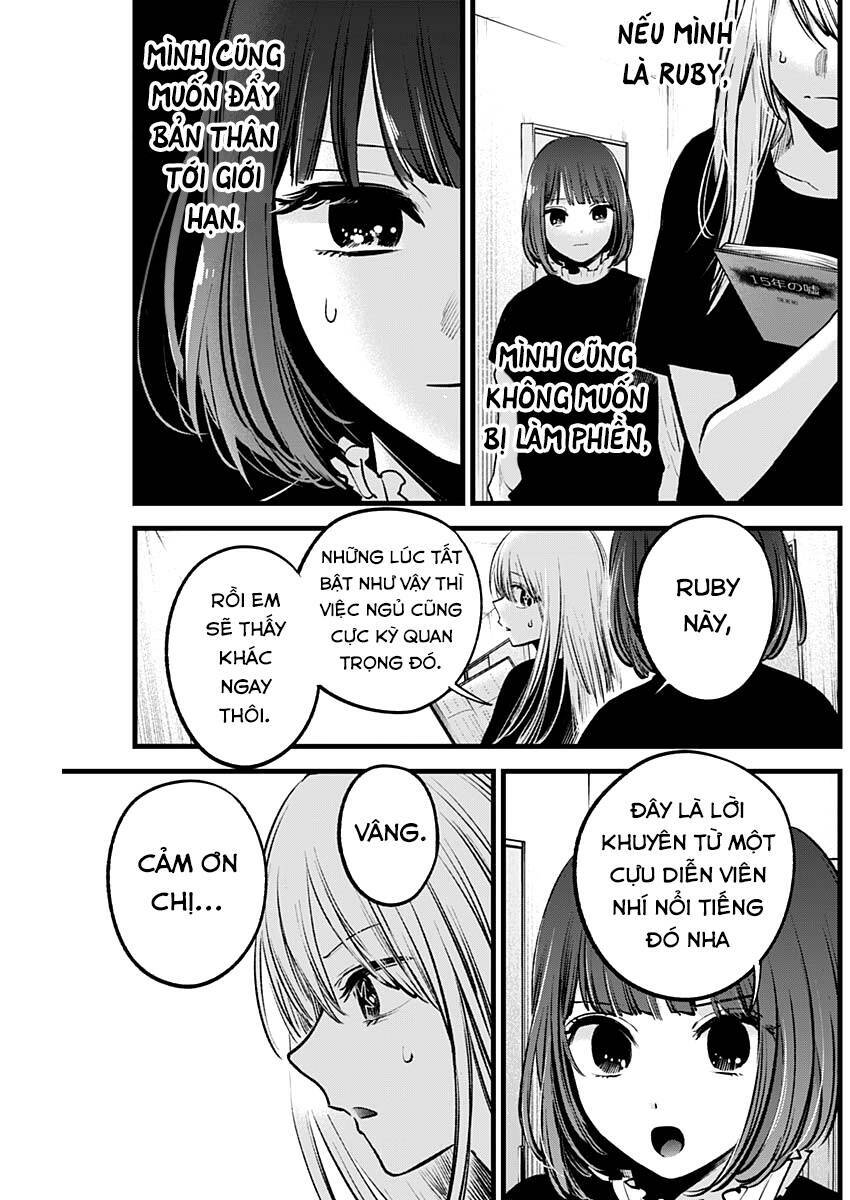 NẾU MÌNH
LÀ RUBY,
15年の嘘
MÌNH CŨNG
KHÔNG MUỐN
BỊ LÀM PHIỀN,
MÌNH CŨNG
MUỐN ĐẨY
BẢN THÂN
TỚI GIỚI
HẠN.
RUBY
NÀY,
NHỮNG LÚC TẤT
BẬT NHƯ VẬY THÌ
VIỆC NGỦ CŨNG
CỰC KỲ QUAN
TRỌNG ĐÓ.
RỒI EM
SẼ THẤY
KHÁC
NGAY
THÔI.
ĐÂY LÀ LỜI
KHUYÊN TỪ MỘT
CỰU DIỄN VIÊN
NHÍ NỔI TIẾNG
ĐÓ NHA
VÂNG.
CẢM ƠN
CHỊ...